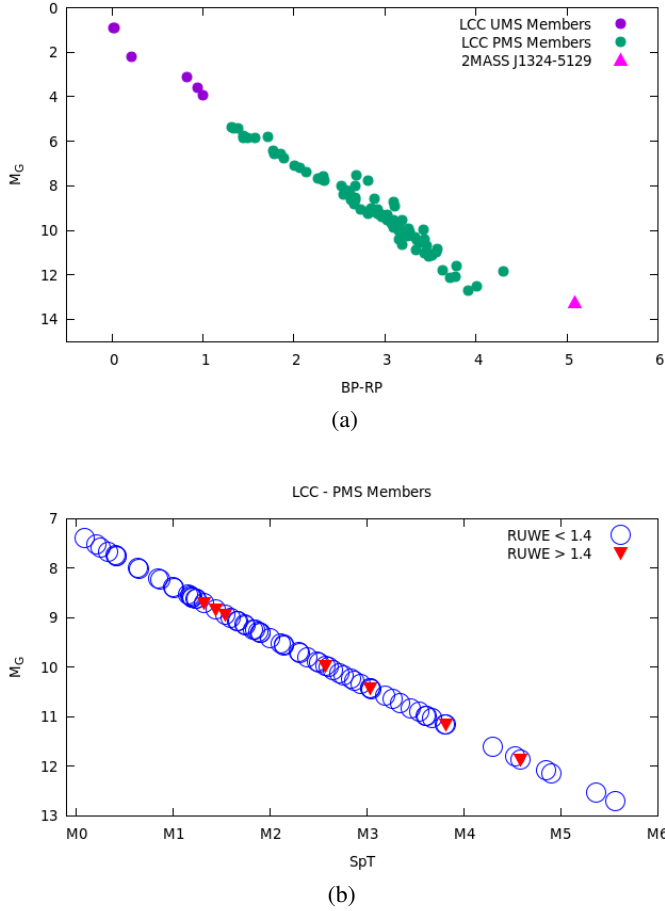 0
2
4
6
8
10
12
14
M_G
LCC UMS Members
LCC PMS Members
2MASS J1324-5129
0 1 2 3 4 5 6
BP-RP
(a)
LCC - PMS Members
7
8
9
10
11
12
13
M_G
RUWE < 1.4
RUWE > 1.4
M0 M1 M2 M3 M4 M5 M6
SpT
(b)